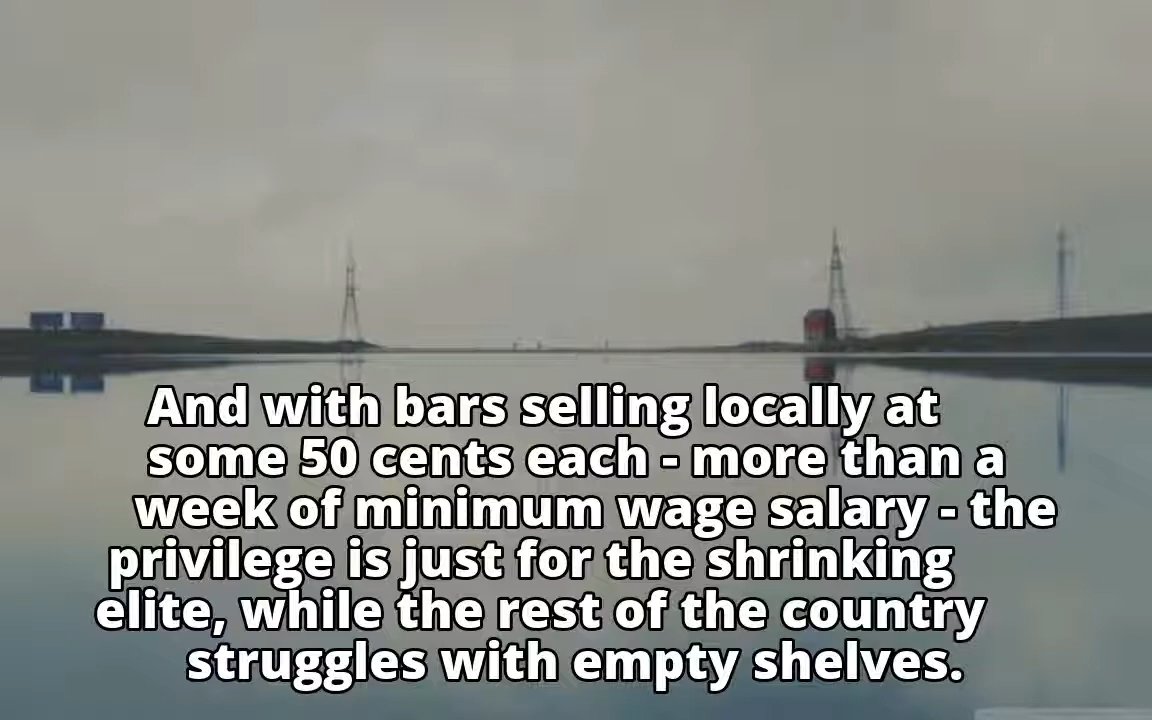 And with bars selling locally at
some 50 cents each - more than a
week of minimum wage salary - the
privilege is just for the shrinking
elite, while the rest of the country
struggles with empty shelves.